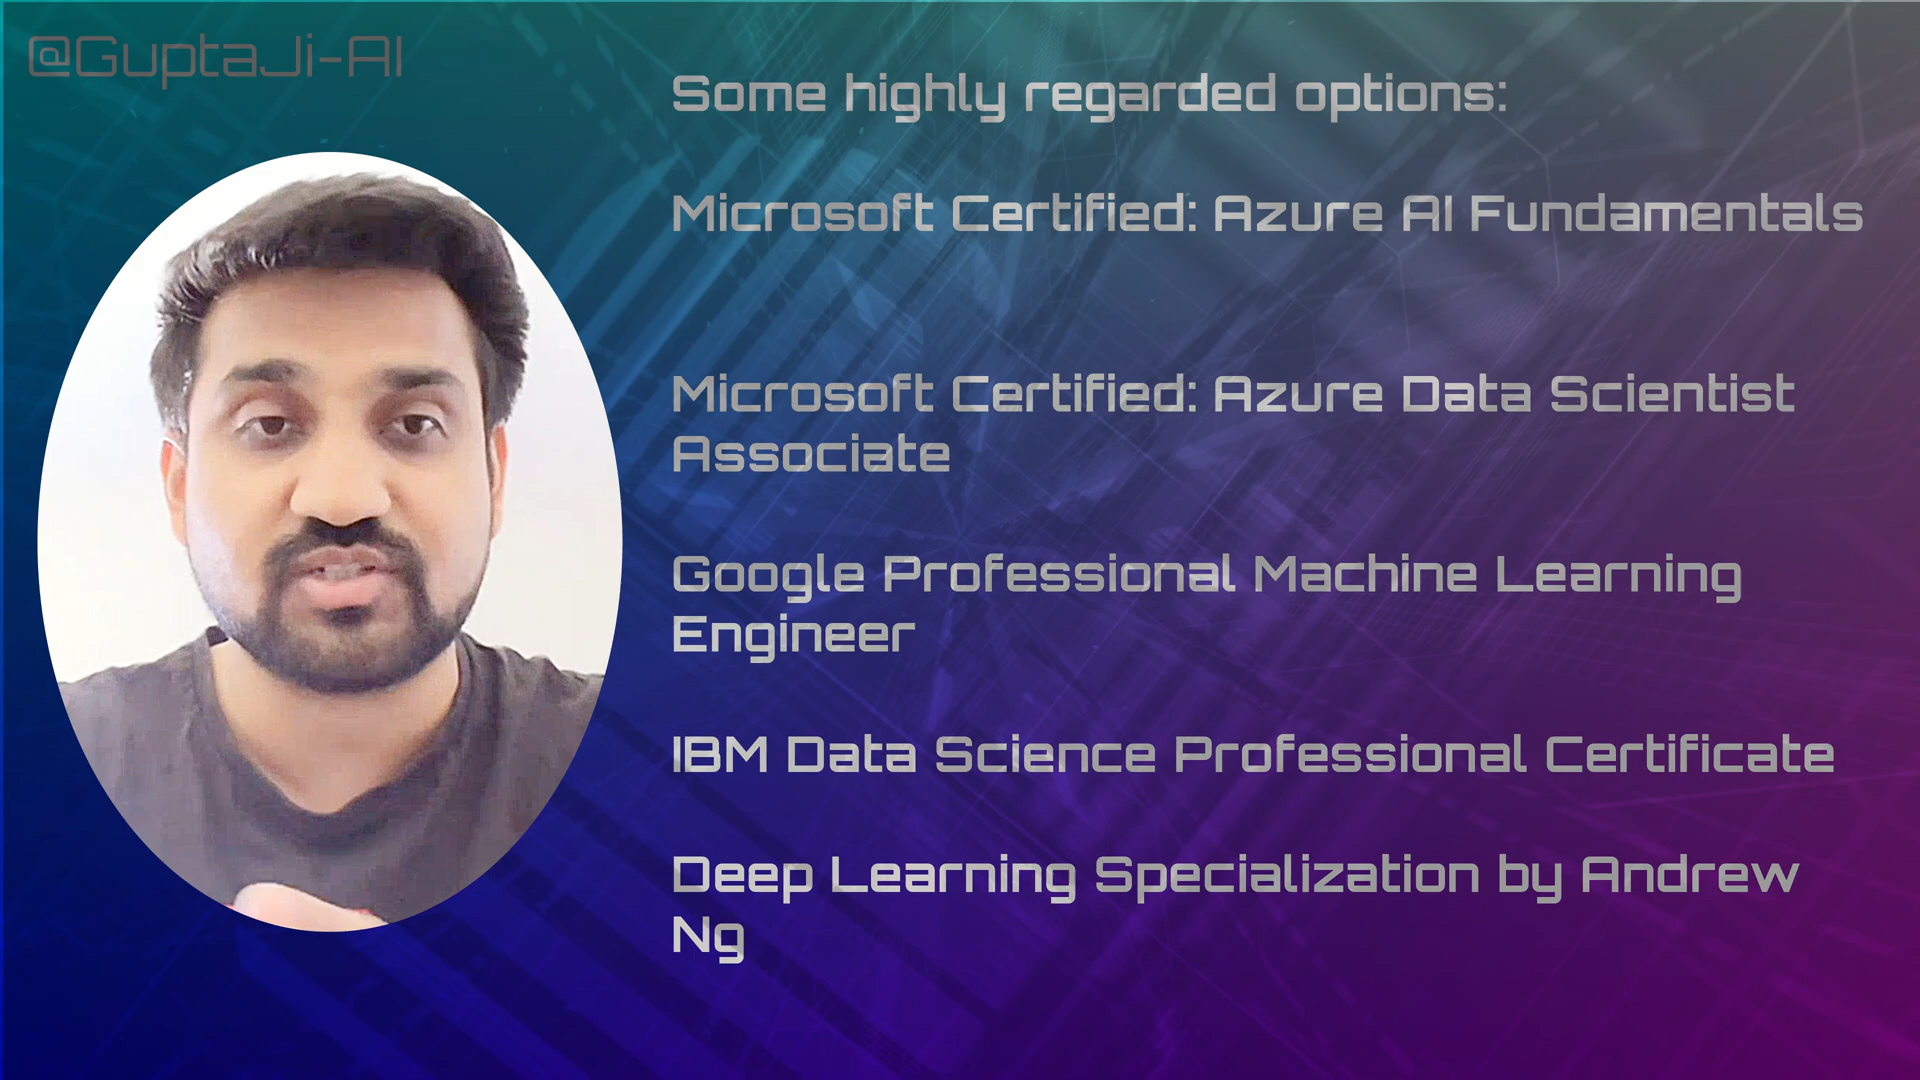 @GuptaJi-AI
Some highly regarded options:
Microsoft Certified: Azure AI Fundamentals
Microsoft Certified: Azure Data Scientist
Associate
Google Professional Machine Learning
Engineer
IBM Data Science Professional Certificate
Deep Learning Specialization by Andrew
Ng